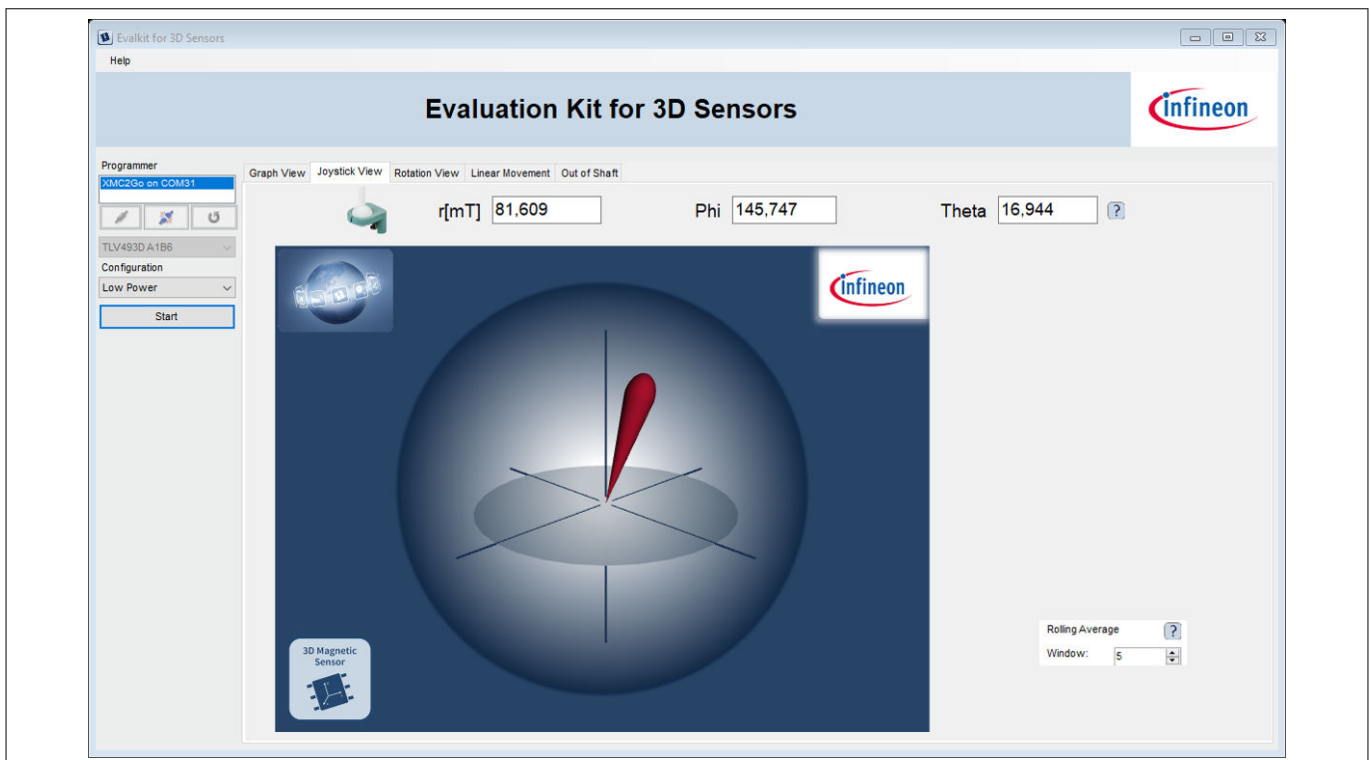 Evalkit for 3D Sensors
Help
Evaluation Kit for 3D Sensors
infineon
Programmer
XMC2Go on COM31
TLV493D A1B6
Configuration
Low Power
Start
Graph View Joystick View Rotation View Linear Movement Out of Shaft
r[mT] 81,609 Phi 145,747 Theta 16,944 ?
infineon
3D Magnetic
Sensor
Rolling Average ?
Window: 5